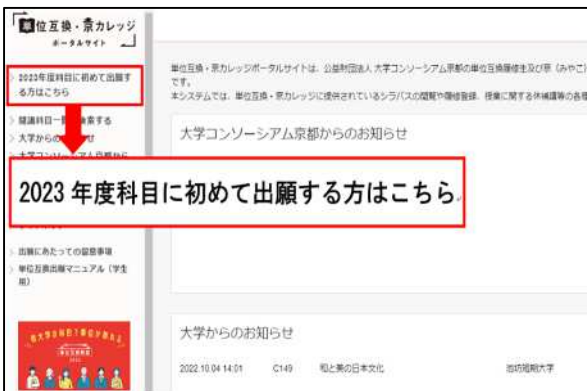 単位互換・京カレッジ
ポータルサイト
2023年度科目に初めて出願す
る方はこちら
開講科目一覧 検索する
大学からの らせ
2023 年度科目に初めて出願する方はこちら
出願にあたっての留意事項
単位互換出願マニュアル（学生
用）
単位互換・京カレッジポータルサイトは、公益財団法人 大学コンソーシアム京都の単位互換履修生及び京（みやこ）
です。
本システムでは、単位互換・京カレッジに提供されているシラバスの閲覧や履修登録、授業に関する休補講等の各種
大学コンソーシアム京都からのお知らせ
大学からのお知らせ
2022.10.04 14:01 C149 和と美の日本文化 池坊短期大学